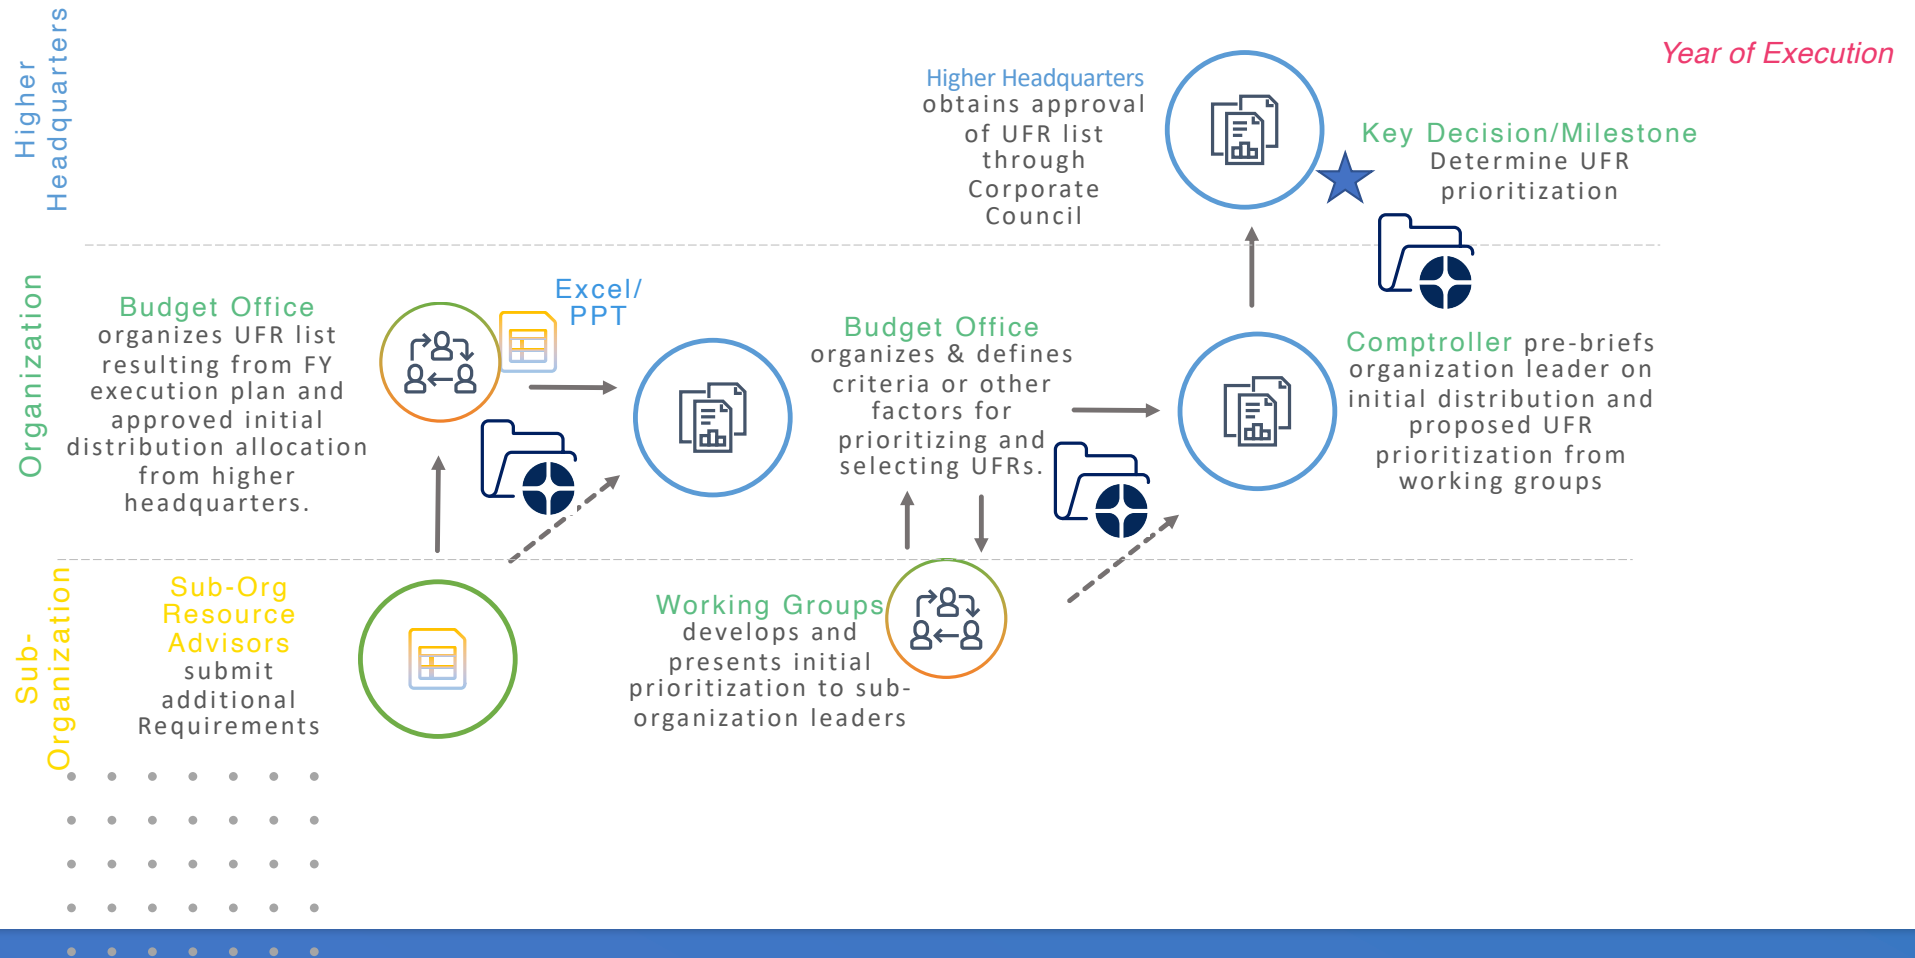 Higher
Headquarters
Year of Execution
Higher Headquarters
obtains approval
of UFR list
through
Corporate
Council
Key Decision/Milestone
Determine UFR
prioritization
Organization
Budget Office
organizes UFR list
resulting from FY
execution plan and
approved initial
distribution allocation
from higher
headquarters.
Excel/
PPT
Budget Office
organizes & defines
criteria or other
factors for
prioritizing and
selecting UFRs.
Comptroller pre-briefs
organization leader on
initial distribution and
proposed UFR
prioritization from
working groups
Sub-
Organization
Sub-Org
Resource
Advisors
submit
additional
Requirements
Working Groups
develops and
presents initial
prioritization to sub-
organization leaders